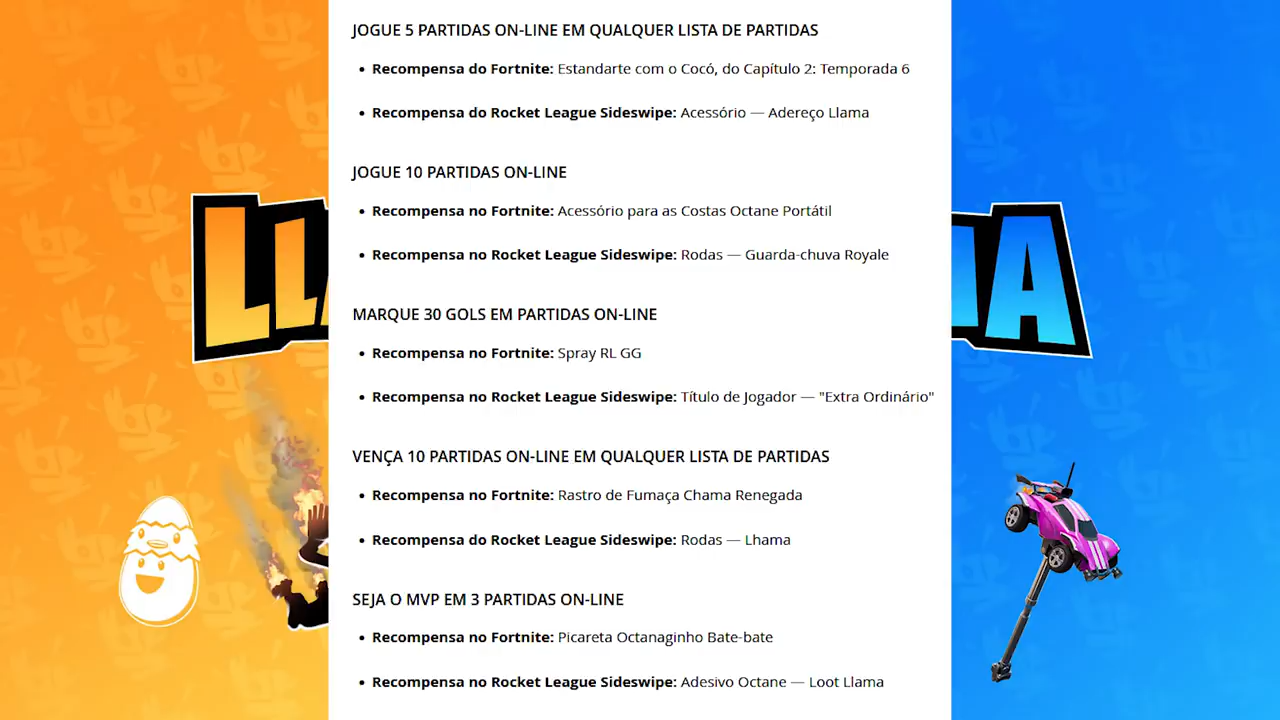 JOGUE 5 PARTIDAS ON-LINE EM QUALQUER LISTA DE PARTIDAS
• Recompensa do Fortnite: Estandarte com o Cocó, do Capítulo 2: Temporada 6
• Recompensa do Rocket League Sideswipe: Acessório — Adereço Llama
JOGUE 10 PARTIDAS ON-LINE
• Recompensa no Fortnite: Acessório para as Costas Octane Portátil
• Recompensa no Rocket League Sideswipe: Rodas — Guarda-chuva Royale
LL
A
MARQUE 30 GOLS EM PARTIDAS ON-LINE
• Recompensa no Fortnite: Spray RL GG
• Recompensa no Rocket League Sideswipe: Título de Jogador — "Extra Ordinário"
VENÇA 10 PARTIDAS ON-LINE EM QUALQUER LISTA DE PARTIDAS
• Recompensa no Fortnite: Rastro de Fumaça Chama Renegada
• Recompensa do Rocket League Sideswipe: Rodas — Lhama
SEJA O MVP EM 3 PARTIDAS ON-LINE
• Recompensa no Fortnite: Picareta Octanaginho Bate-bate
• Recompensa no Rocket League Sideswipe: Adesivo Octane — Loot Llama